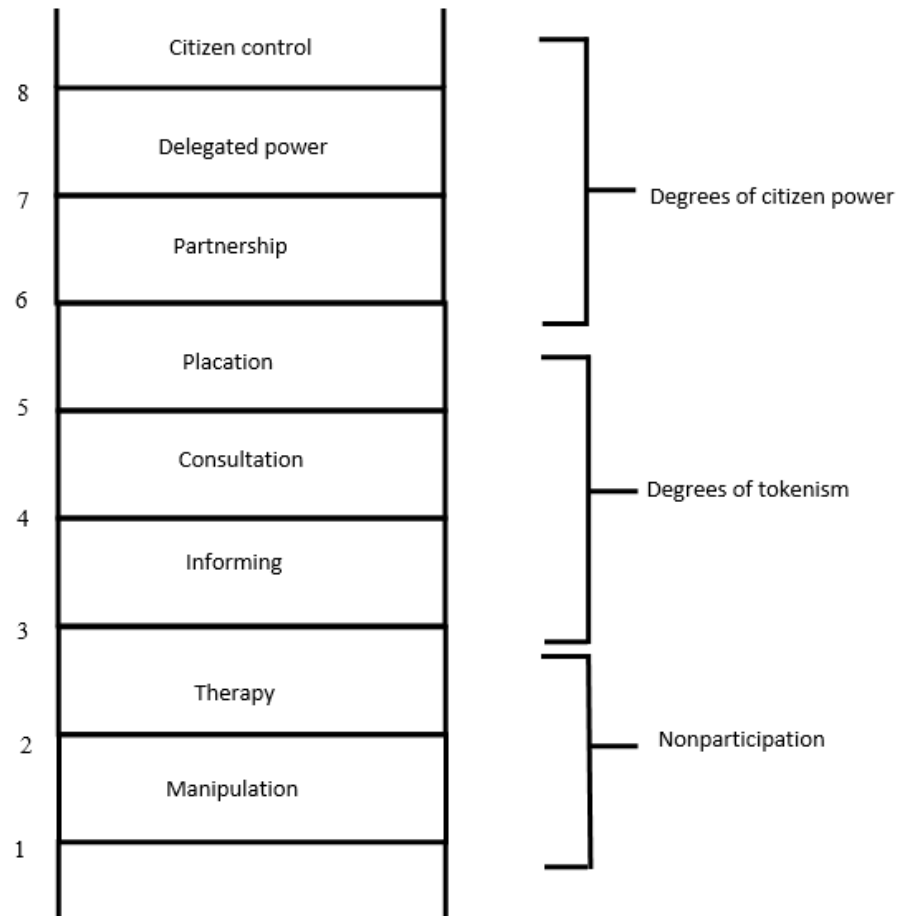 Citizen control
8
Delegated power
7
Degrees of citizen power
Partnership
6
Placation
5
Consultation
Degrees of tokenism
4
Informing
3
Therapy
2
Nonparticipation
Manipulation
1